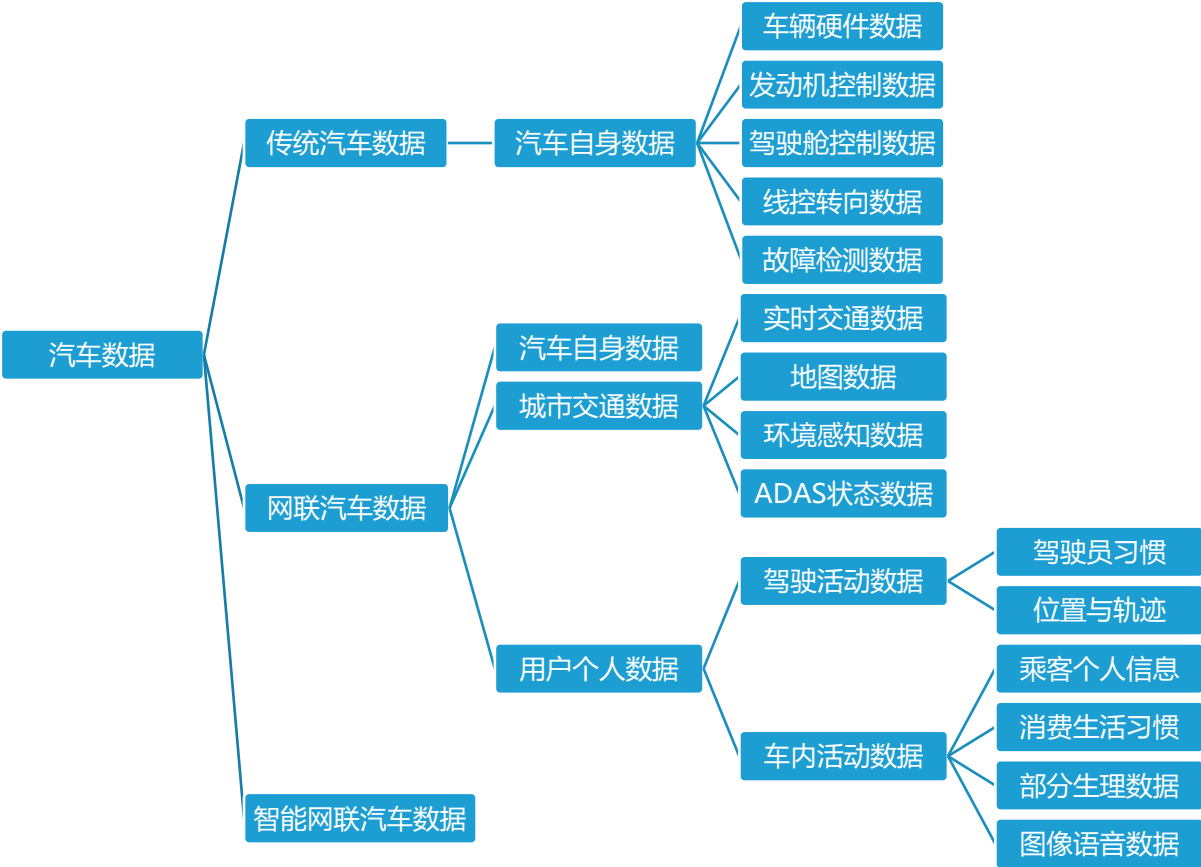 汽车数据
传统汽车数据
汽车自身数据
车辆硬件数据
发动机控制数据
驾驶舱控制数据
线控转向数据
故障检测数据
网联汽车数据
汽车自身数据
城市交通数据
实时交通数据
地图数据
环境感知数据
ADAS状态数据
用户个人数据
驾驶活动数据
驾驶员习惯
位置与轨迹
车内活动数据
乘客个人信息
消费生活习惯
部分生理数据
图像语音数据
智能网联汽车数据